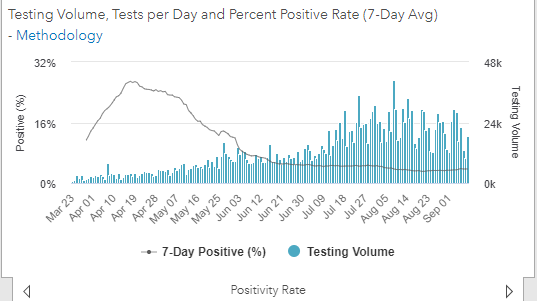 Testing Volume, Tests per Day and Percent Positive Rate (7-Day Avg)
- Methodology
32%
48k
Positive (%)
16%
24k
Testing Volume
0%
0k
Mar 23
Apr 01
Apr 10
Apr 19
Apr 28
May 07
May 16
May 25
Jun 03
Jun 12
Jun 21
Jun 30
Jul 09
Jul 18
Jul 27
Aug 05
Aug 14
Aug 23
Sep 01
7-Day Positive (%)
Testing Volume
Positivity Rate